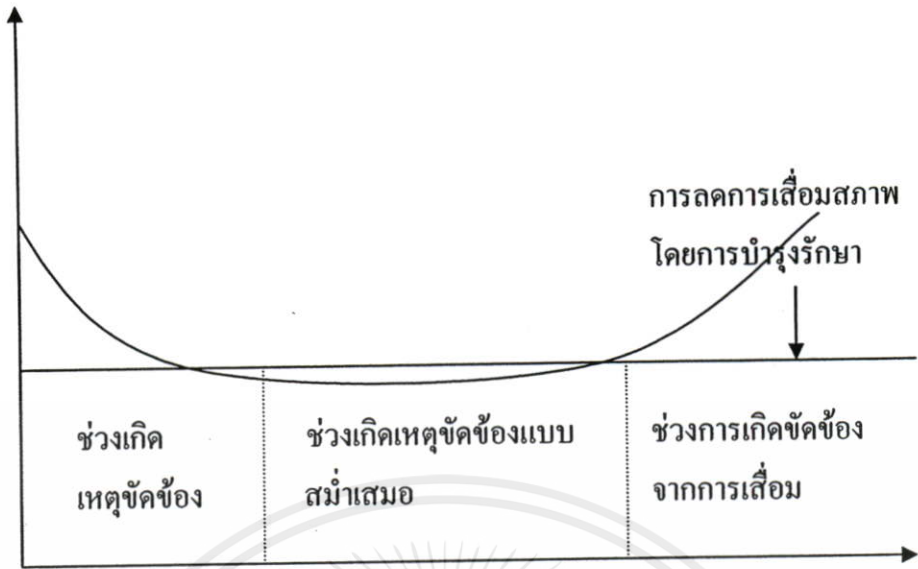 การลดการเสื่อมสภาพ
โดยการบำรุงรักษา
ช่วงเกิด
เหตุขัดข้อง
ช่วงเกิดเหตุขัดข้องแบบ
สม่ำเสมอ
ช่วงการเกิดขัดข้อง
จากการเสื่อม